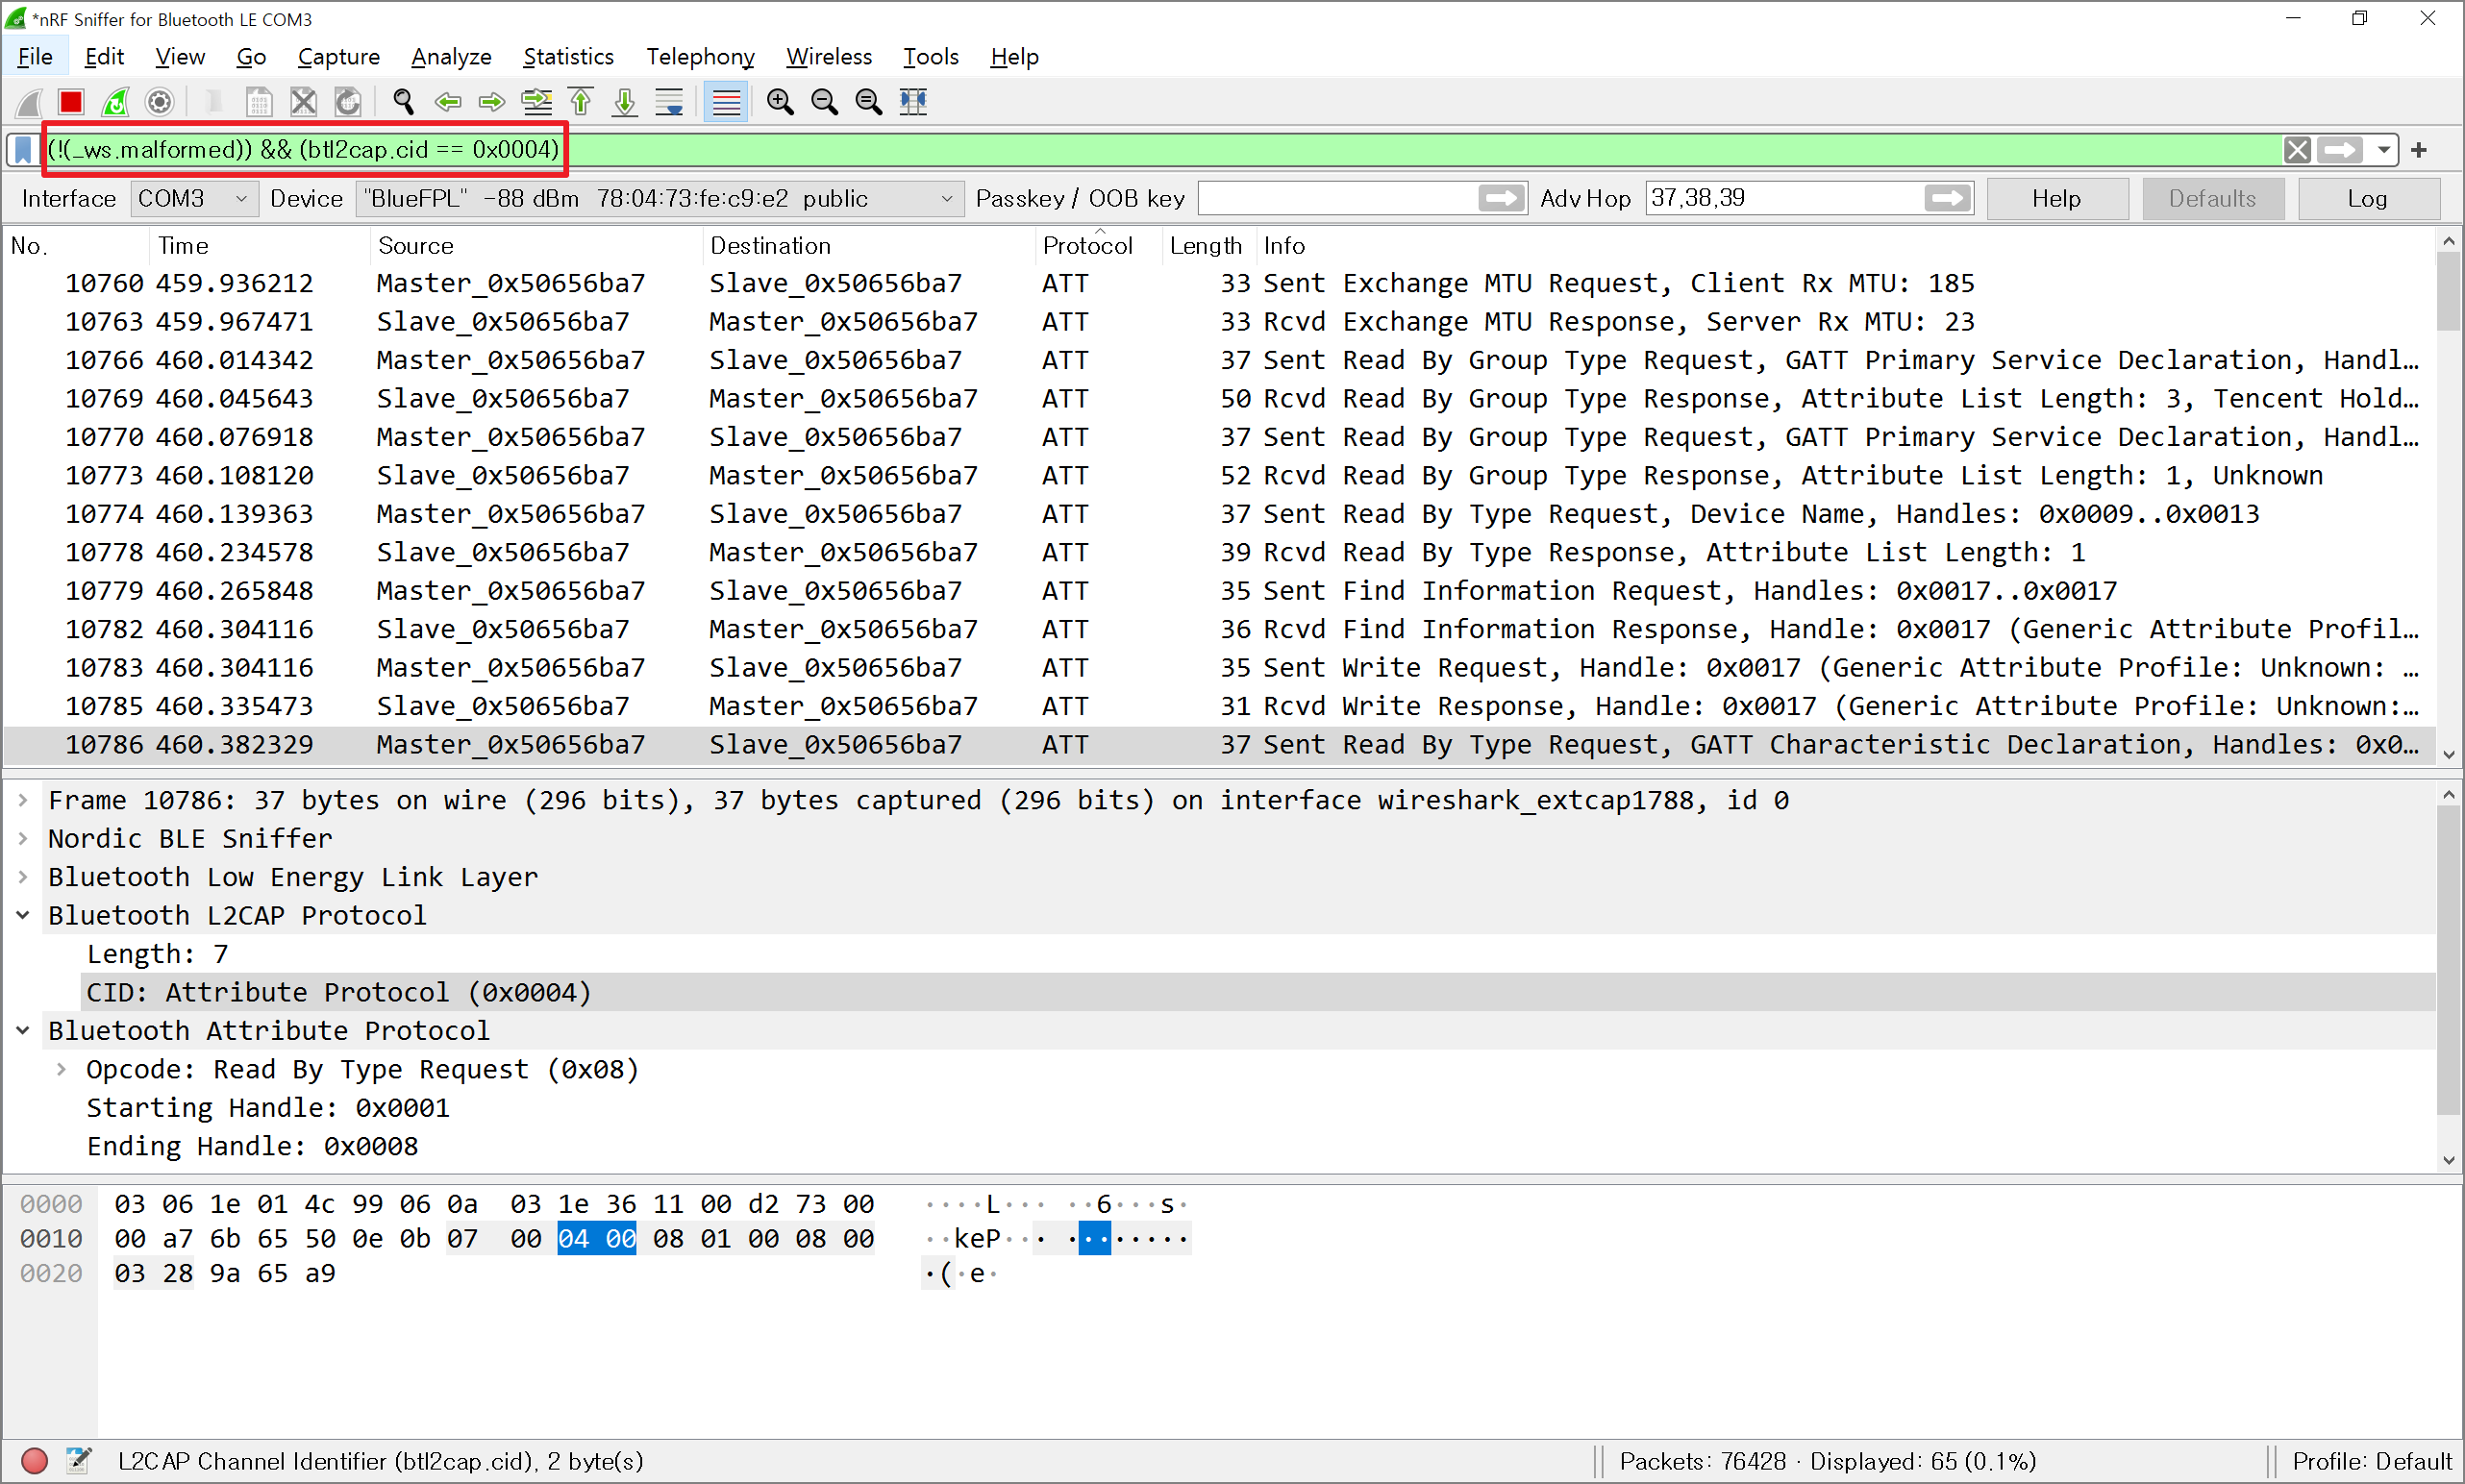 *nRF Sniffer for Bluetooth LE COM3
File Edit View Go Capture Analyze Statistics Telephony Wireless Tools Help
(!(_ws.malformed)) && (btl2cap.cid == 0x0004)
Interface COM3 Device "BlueFPL" -88 dBm 78:04:73:fe:c9:e2 public Passkey / OOB key Adv Hop 37,38,39 Help Defaults Log
No. Time Source Destination Protocol Length Info
10760 459.936212 Master_0x50656ba7 Slave_0x50656ba7 ATT 33 Sent Exchange MTU Request, Client Rx MTU: 185
10763 459.967471 Slave_0x50656ba7 Master_0x50656ba7 ATT 33 Rcvd Exchange MTU Response, Server Rx MTU: 23
10766 460.014342 Master_0x50656ba7 Slave_0x50656ba7 ATT 37 Sent Read By Group Type Request, GATT Primary Service Declaration, Handl…
10769 460.045643 Slave_0x50656ba7 Master_0x50656ba7 ATT 50 Rcvd Read By Group Type Response, Attribute List Length: 3, Tencent Hold…
10770 460.076918 Master_0x50656ba7 Slave_0x50656ba7 ATT 37 Sent Read By Group Type Request, GATT Primary Service Declaration, Handl…
10773 460.108120 Slave_0x50656ba7 Master_0x50656ba7 ATT 52 Rcvd Read By Group Type Response, Attribute List Length: 1, Unknown
10774 460.139363 Master_0x50656ba7 Slave_0x50656ba7 ATT 37 Sent Read By Type Request, Device Name, Handles: 0x0009..0x0013
10778 460.234578 Slave_0x50656ba7 Master_0x50656ba7 ATT 39 Rcvd Read By Type Response, Attribute List Length: 1
10779 460.265848 Master_0x50656ba7 Slave_0x50656ba7 ATT 35 Sent Find Information Request, Handles: 0x0017..0x0017
10782 460.304116 Slave_0x50656ba7 Master_0x50656ba7 ATT 36 Rcvd Find Information Response, Handle: 0x0017 (Generic Attribute Profil…
10783 460.304116 Master_0x50656ba7 Slave_0x50656ba7 ATT 35 Sent Write Request, Handle: 0x0017 (Generic Attribute Profile: Unknown: …
10785 460.335473 Slave_0x50656ba7 Master_0x50656ba7 ATT 31 Rcvd Write Response, Handle: 0x0017 (Generic Attribute Profile: Unknown:…
10786 460.382329 Master_0x50656ba7 Slave_0x50656ba7 ATT 37 Sent Read By Type Request, GATT Characteristic Declaration, Handles: 0x0…
Frame 10786: 37 bytes on wire (296 bits), 37 bytes captured (296 bits) on interface wireshark_extcap1788, id 0
Nordic BLE Sniffer
Bluetooth Low Energy Link Layer
Bluetooth L2CAP Protocol
Length: 7
CID: Attribute Protocol (0x0004)
Bluetooth Attribute Protocol
Opcode: Read By Type Request (0x08)
Starting Handle: 0x0001
Ending Handle: 0x0008
0000 03 06 1e 01 4c 99 06 0a 03 1e 36 11 00 d2 73 00 ····L··· ··6···s·
0010 00 a7 6b 65 50 0e 0b 07 00 04 00 08 01 00 08 00 ··keP··· ········
0020 03 28 9a 65 a9 ·(·e·
L2CAP Channel Identifier (btl2cap.cid), 2 byte(s) Packets: 76428 · Displayed: 65 (0.1%) Profile: Default